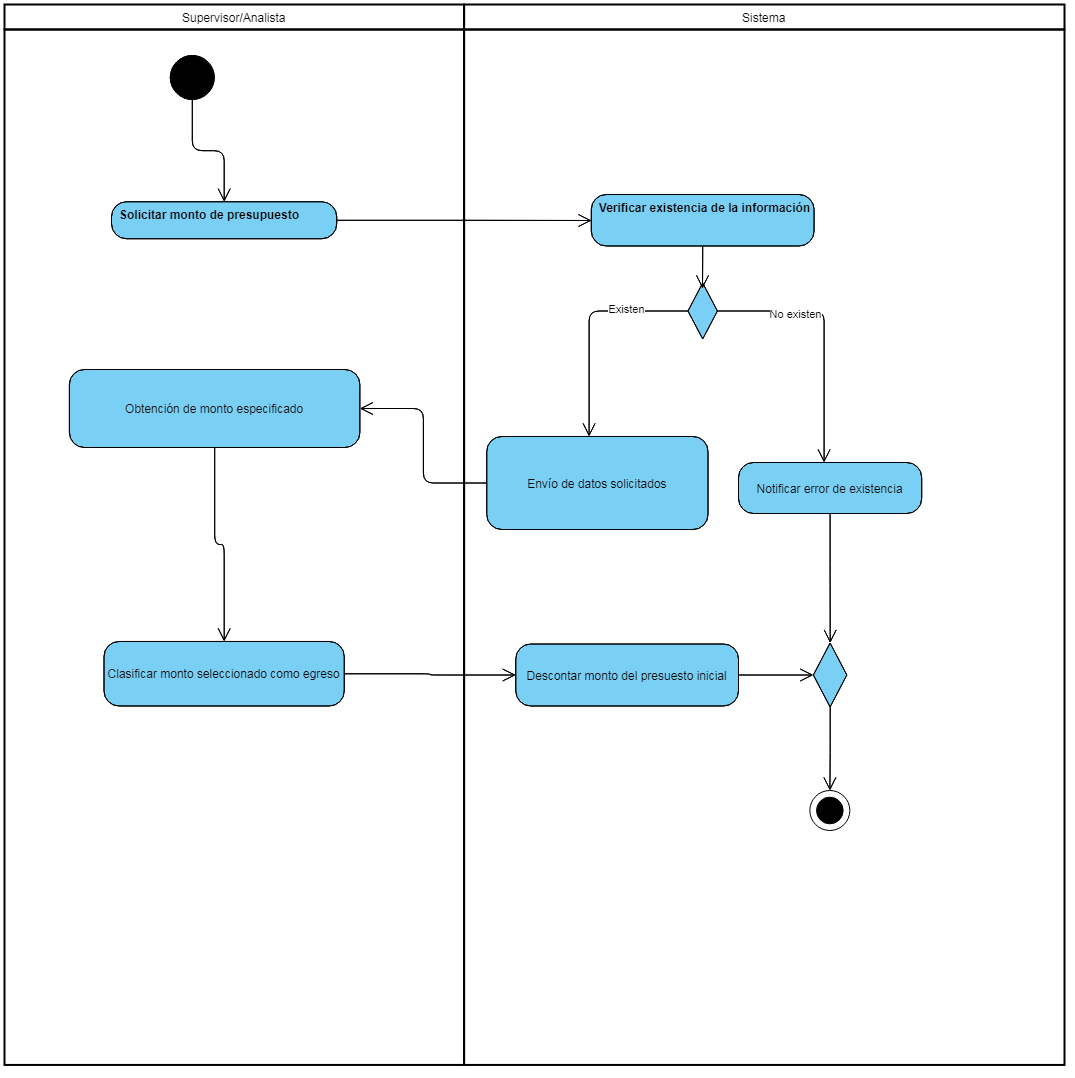 Supervisor/Analista
Sistema
Solicitar monto de presupuesto
Verificar existencia de la información
Existen
No existen
Obtención de monto especificado
Envío de datos solicitados
Notificar error de existencia
Clasificar monto seleccionado como egreso
Descontar monto del presuesto inicial